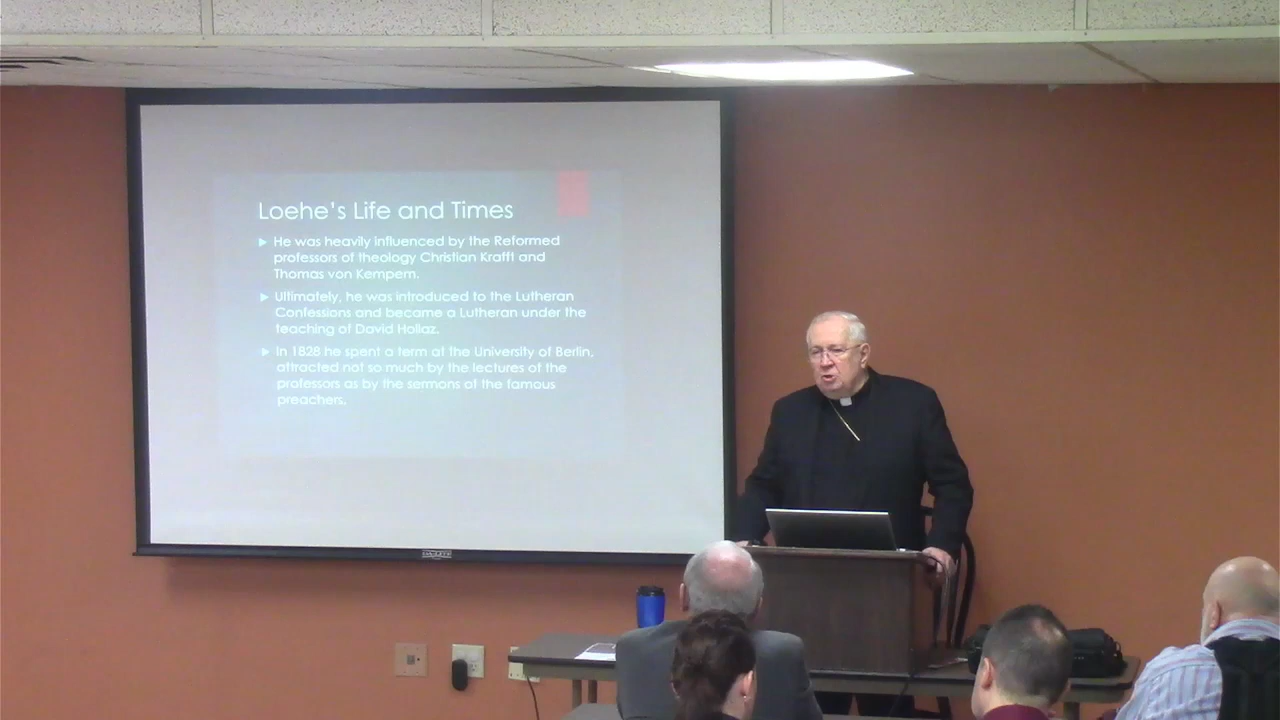 Loehe's Life and Times
He was heavily influenced by the Reformed
professors of theology Christian Krafft and
Thomas von Kempern.
Ultimately, he was introduced to the Lutheran
Confessions and became a Lutheran under the
teaching of David Hollaz.
In 1828 he spent a term at the University of Berlin,
attracted not so much by the lectures of the
professors as by the sermons of the famous
preachers.